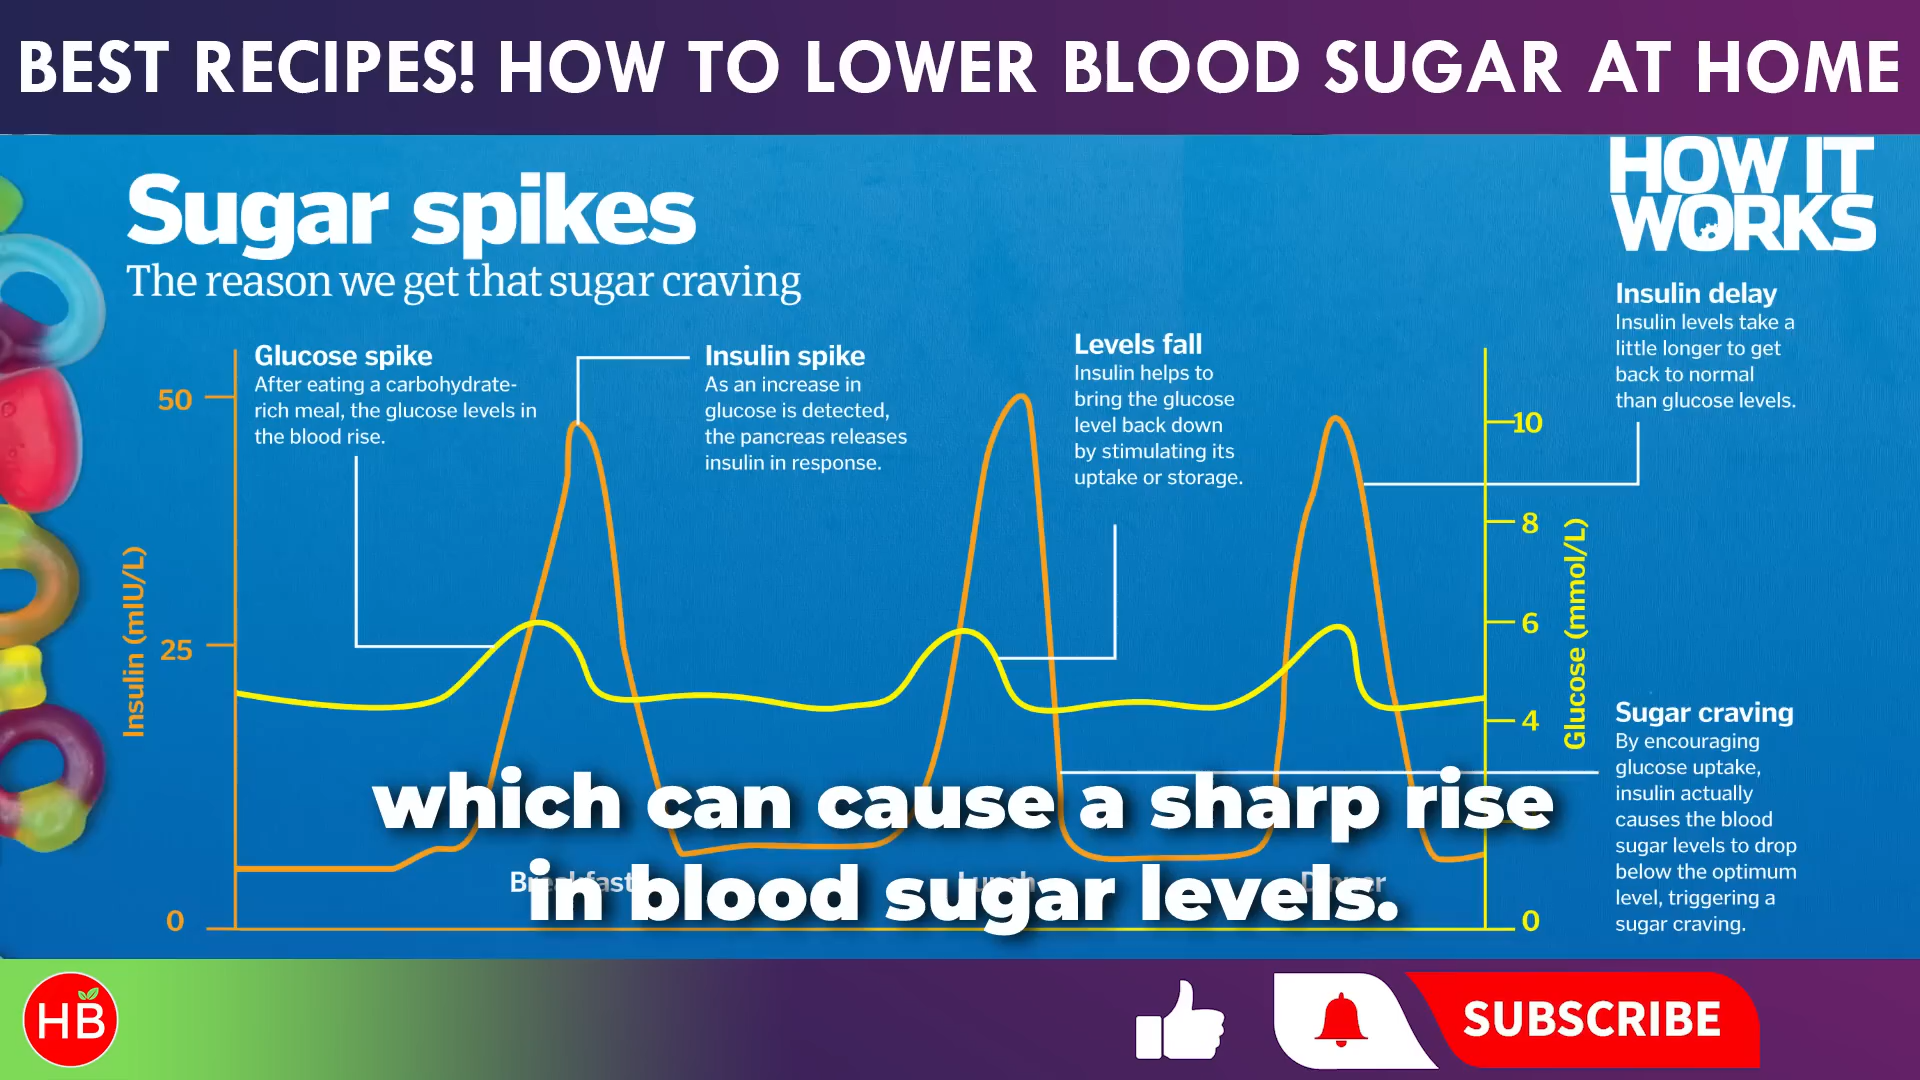 BEST RECIPES! HOW TO LOWER BLOOD SUGAR AT HOME
HOW IT
WORKS
Sugar spikes
The reason we get that sugar craving
Glucose spike
After eating a carbohydrate-
rich meal, the glucose levels in
the blood rise.
Insulin spike
As an increase in
glucose is detected,
the pancreas releases
insulin in response.
Levels fall
Insulin helps to
bring the glucose
level back down
by stimulating its
uptake or storage.
Insulin delay
Insulin levels take a
little longer to get
back to normal
than glucose levels.
Sugar craving
By encouraging
glucose uptake,
insulin actually
causes the blood
sugar levels to drop
below the optimum
level, triggering a
sugar craving.
Insulin (mIU/L)
50
25
0
Glucose (mmol/L)
10
8
6
4
0
Breakfast
Lunch
Dinner
which can cause a sharp rise
in blood sugar levels.
HB
SUBSCRIBE